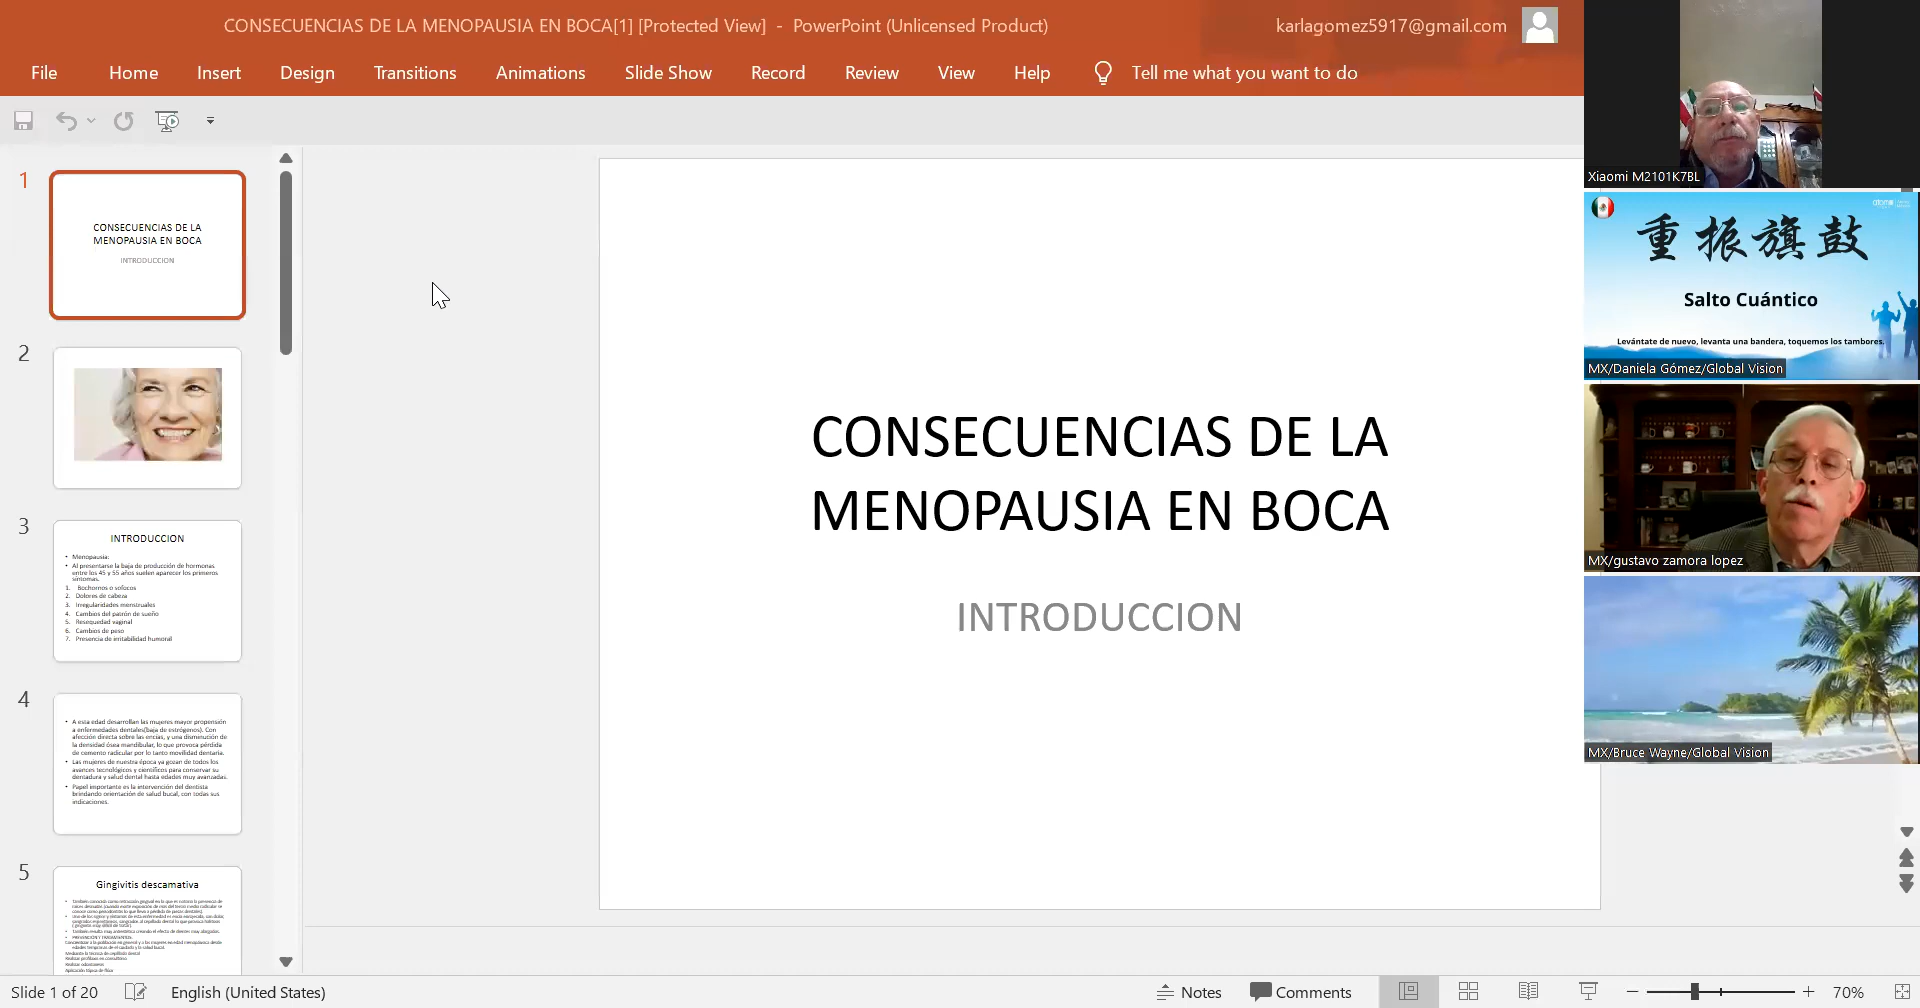 CONSECUENCIAS DE LA MENOPAUSIA EN BOCA[1] [Protected View] - PowerPoint (Unlicensed Product)
karlagomez5917@gmail.com
File Home Insert Design Transitions Animations Slide Show Record Review View Help Tell me what you want to do
1
CONSECUENCIAS DE LA
MENOPAUSIA EN BOCA
INTRODUCCION
2
3
INTRODUCCION
• Menopausia:
• Al presentarse la baja de producción de hormonas
entre los 45 y 55 años suelen aparecer los primeros
síntomas.
1. Bochornos o sofocos
2. Dolores de cabeza
3. Irregularidades menstruales
4. Cambios del patrón de sueño
5. Resequedad vaginal
6. Cambios de peso
7. Presencia de irritabilidad humoral
4
• A esta edad desarrollan las mujeres mayor propensión
a enfermedades dentales(baja de estrógenos). Con
afección directa sobre las encías, y una disminución de
la densidad ósea mandibular, lo que provoca pérdida
de cemento radicular por lo tanto movilidad dentaria.
• Las mujeres de nuestra época ya gozan de todos los
avances tecnológicos y científicos para conservar su
dentadura y salud dental hasta edades muy avanzadas.
• Papel importante es la intervención del dentista
brindando orientación de salud bucal, con todas sus
indicaciones.
5
Gingivitis descamativa
CONSECUENCIAS DE LA
MENOPAUSIA EN BOCA
INTRODUCCION
Xiaomi M2101K7BL
重振旗鼓
Salto Cuántico
Levántate de nuevo, levanta una bandera, toquemos los tambores.
MX/Daniela Gómez/Global Vision
MX/gustavo zamora lopez
MX/Bruce Wayne/Global Vision
Slide 1 of 20 English (United States) Notes Comments 70%